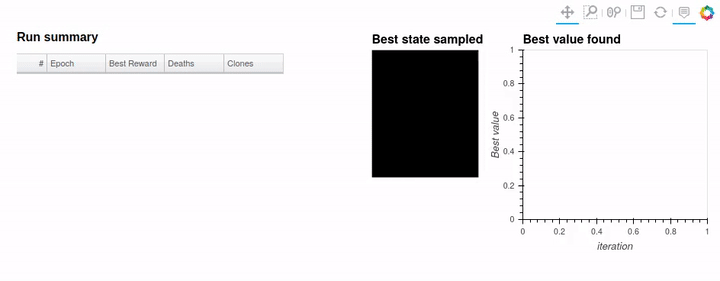 Run summary
# Epoch Best Reward Deaths Clones
Best state sampled
Best value found
Best value
1
0.8
0.6
0.4
0.2
0
0 0.2 0.4 0.6 0.8 1
iteration